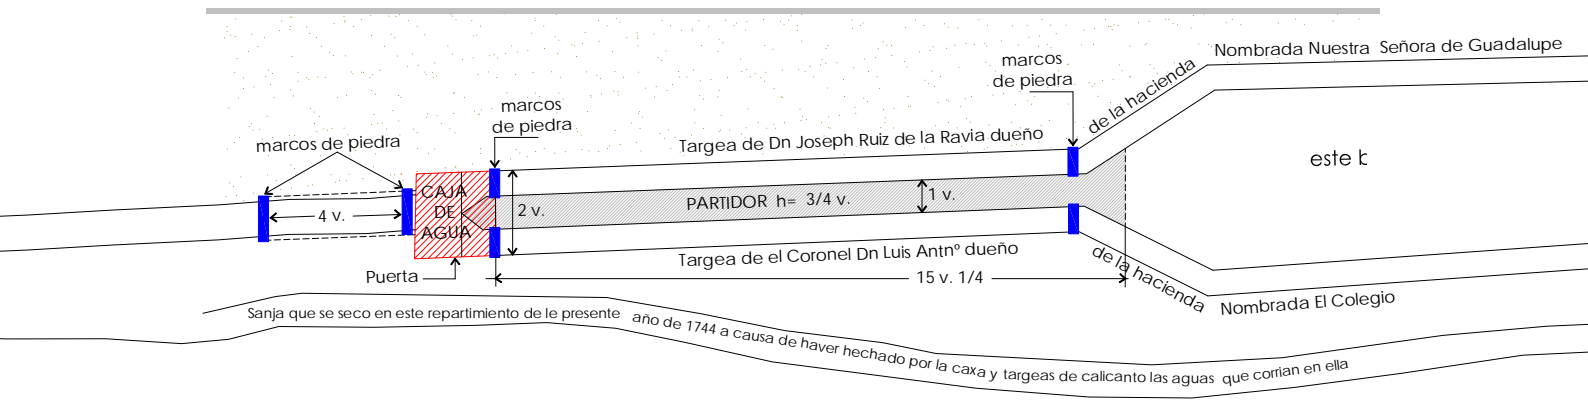 Nombrada Nuestra Señora de Guadalupe
marcos
de piedra
de la hacienda
marcos
de piedra
marcos de piedra
Targea de Dn Joseph Ruiz de la Ravia dueño
este b
CAJA
DE
AGUA
4 v.
2 v.
PARTIDOR h= 3/4 v.
1 v.
Targea de el Coronel Dn Luis Antnº dueño
de la hacienda
Puerta
15 v. 1/4
Nombrada El Colegio
Sanja que se seco en este repartimiento de le presente año de 1744 a causa de haver hechado por la caxa y targeas de calicanto las aguas que corrian en ella